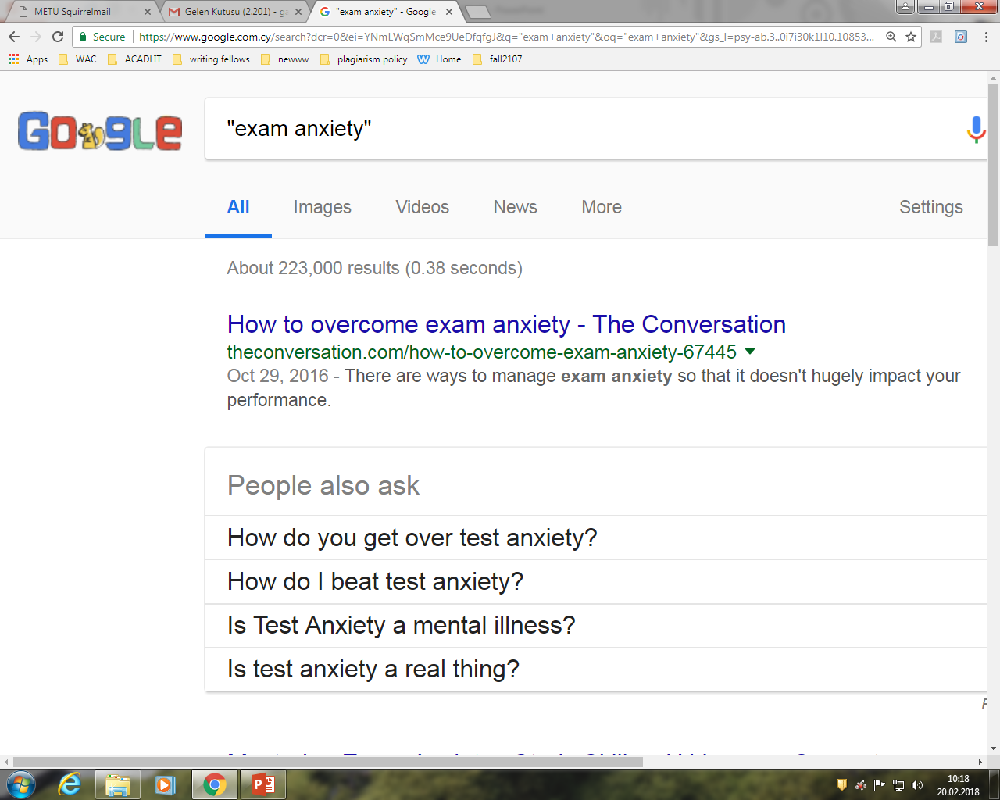 METU Squirrelmail
Gelen Kutusu (2.201) - ga
"exam anxiety" - Google
Secure
https://www.google.com.cy/search?dcr=0&ei=YNmLWqSmMce9UeDfqfgJ&q="exam+anxiety"&oq="exam+anxiety"&gs_l=psy-ab.3..0i7i30k1l10.10853...
Apps WAC ACADLIT writing fellows newww plagiarism policy Home fall2107
Google
"exam anxiety"
All Images Videos News More Settings
About 223,000 results (0.38 seconds)
How to overcome exam anxiety - The Conversation
theconversation.com/how-to-overcome-exam-anxiety-67445
Oct 29, 2016 - There are ways to manage exam anxiety so that it doesn't hugely impact your
performance.
People also ask
How do you get over test anxiety?
How do I beat test anxiety?
Is Test Anxiety a mental illness?
Is test anxiety a real thing?
10:18
20.02.2018